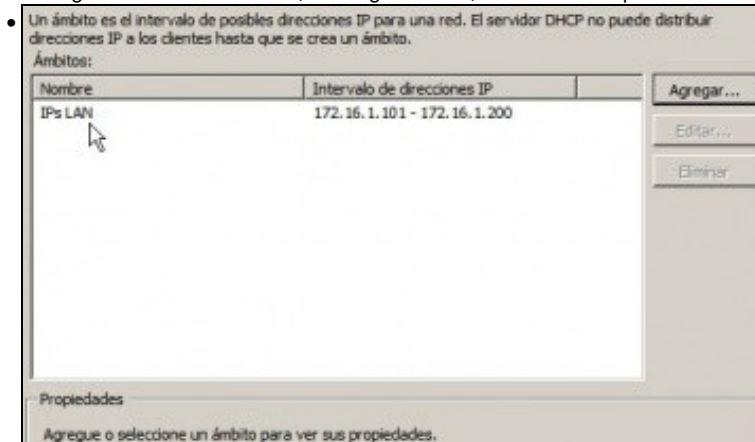 Un ámbito es el intervalo de posibles direcciones IP para una red. El servidor DHCP no puede distribuir
direcciones IP a los clientes hasta que se crea un ámbito.
Ámbitos:
Nombre Intervalo de direcciones IP Agregar...
IPs LAN 172.16.1.101 - 172.16.1.200
Editar...
Eliminar
Propiedades
Agregue o seleccione un ámbito para ver sus propiedades.